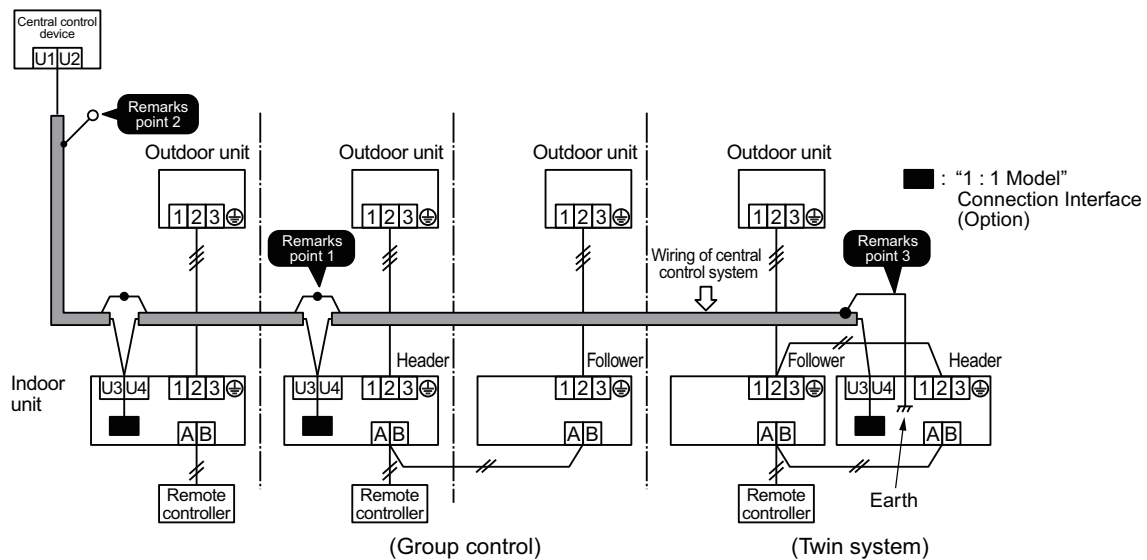 Central control
device
U1 U2
Remarks
point 2
Outdoor unit
Outdoor unit
Outdoor unit
Outdoor unit
1 2 3
1 2 3
1 2 3
1 2 3
: "1 : 1 Model"
Connection Interface
(Option)
Remarks
point 1
Wiring of central
control system
Remarks
point 3
Indoor
unit
Header
Follower
Follower
Header
U3 U4
1 2 3
U3 U4
1 2 3
1 2 3
1 2 3
U3 U4
1 2 3
A B
A B
A B
A B
A B
Remote
controller
Remote
controller
Remote
controller
Earth
(Group control)
(Twin system)